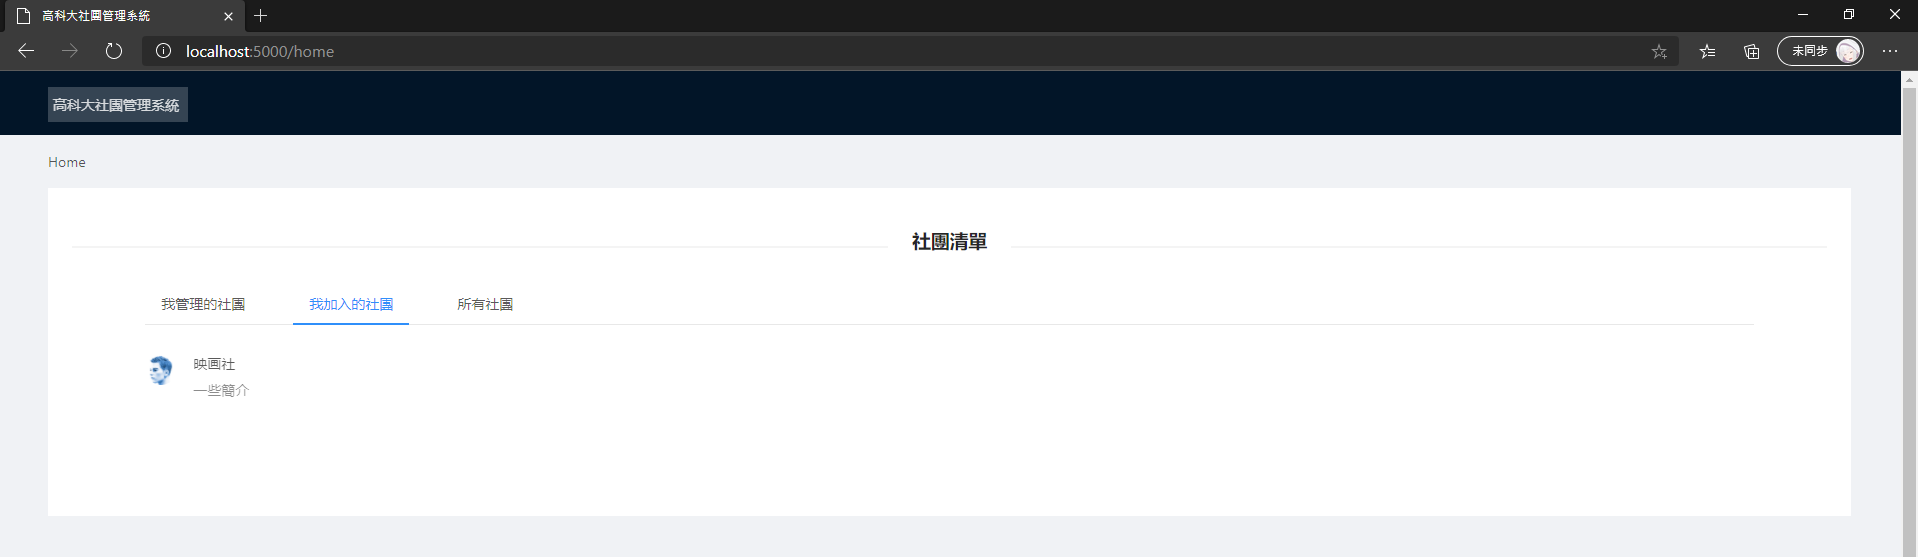 高科大社團管理系統
localhost:5000/home
未同步
高科大社團管理系統
Home
社團清單
我管理的社團 我加入的社團 所有社團
映画社
一些簡介